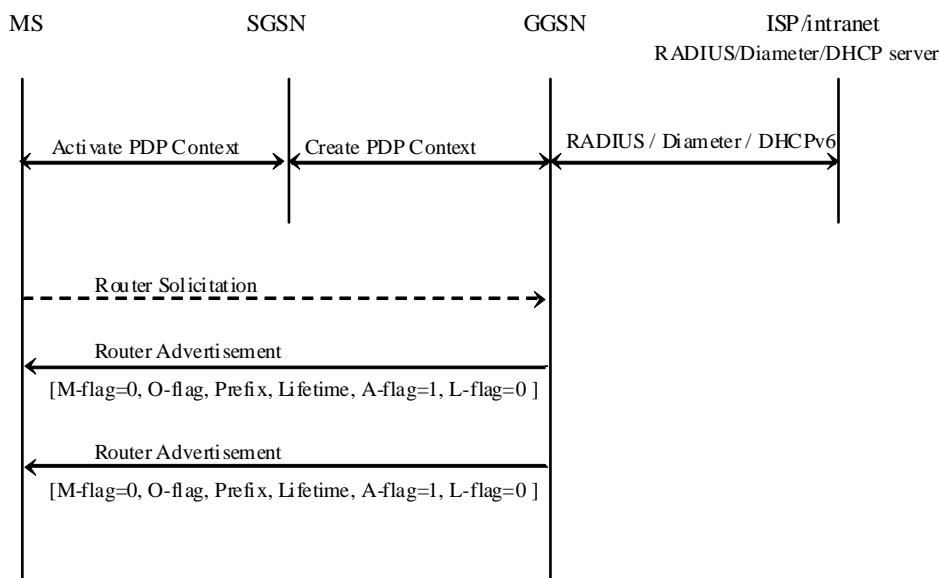 MS SGSN GGSN ISP/intranet
RADIUS/Diameter/DHCP server
Activate PDP Context Create PDP Context RADIUS / Diameter / DHCPv6
Router Solicitation
Router Advertisement
[M-flag=0, O-flag, Prefix, Lifetime, A-flag=1, L-flag=0 ]
Router Advertisement
[M-flag=0, O-flag, Prefix, Lifetime, A-flag=1, L-flag=0 ]